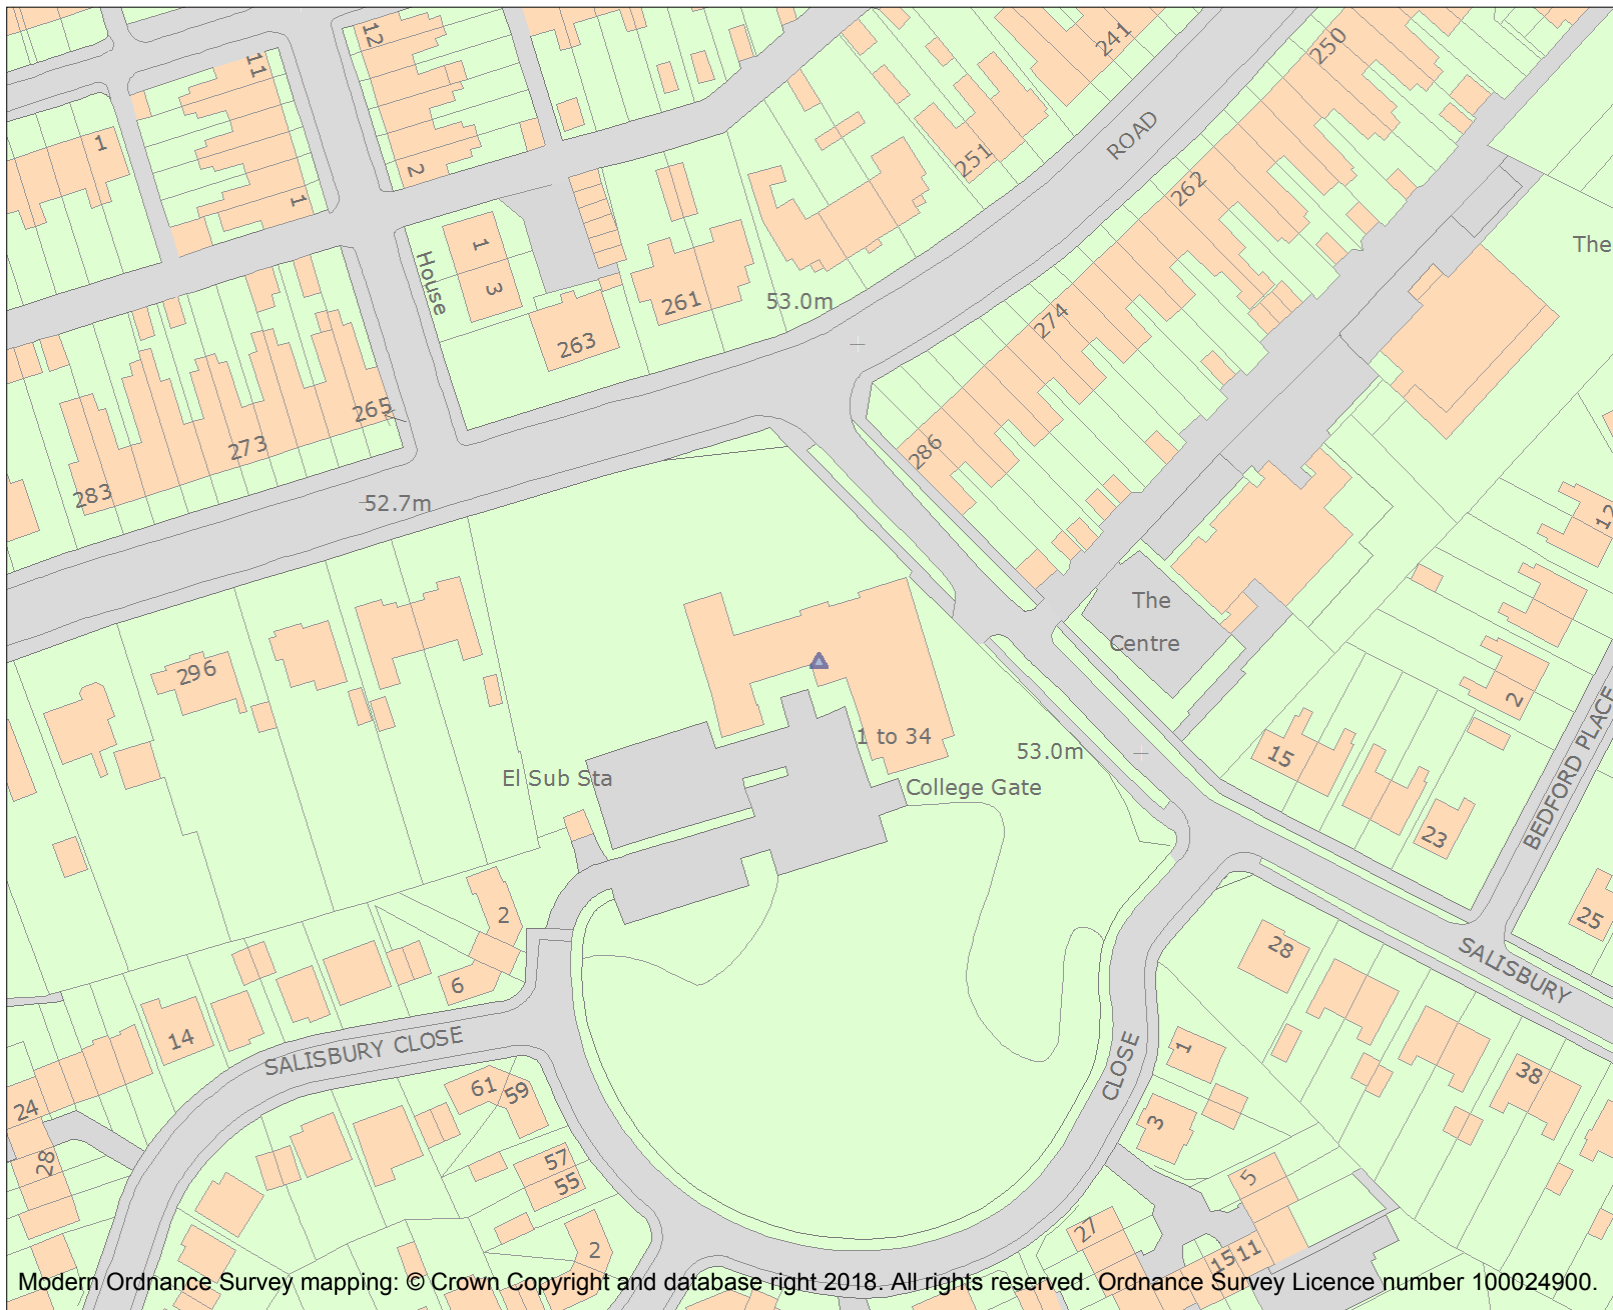 12
241
250
11
1
2
1
ROAD
251
262
House
1
3
The
261
53.0m
274
263
265
273
286
283
52.7m
12
The
Centre
296
2
BEDFORD PLACE
1 to 34
53.0m
15
El Sub Sta
College Gate
23
2
25
28
SALISBURY
6
14
SALISBURY CLOSE
CLOSE
1
38
61
59
24
3
28
57
55
5
27
2
15
11
Modern Ordnance Survey mapping: © Crown Copyright and database right 2018. All rights reserved. Ordnance Survey Licence number 100024900.